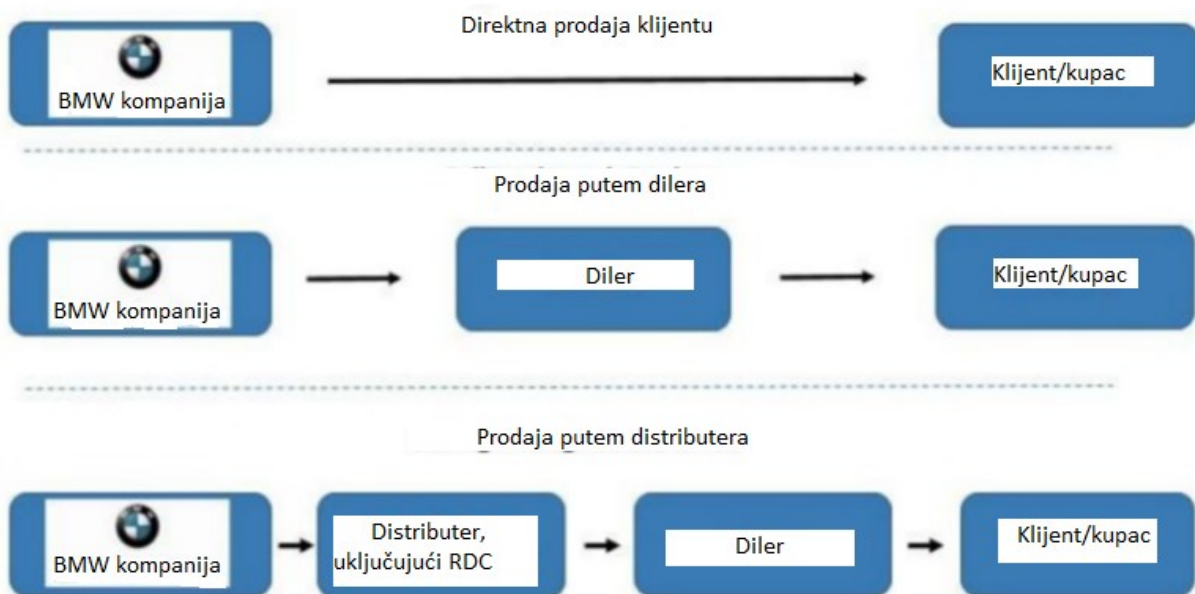 Direktna prodaja klijentu
BMW kompanija
Klijent/kupac
Prodaja putem dilera
BMW kompanija
Diler
Klijent/kupac
Prodaja putem distributera
BMW kompanija
Distributer,
uključujući RDC
Diler
Klijent/kupac